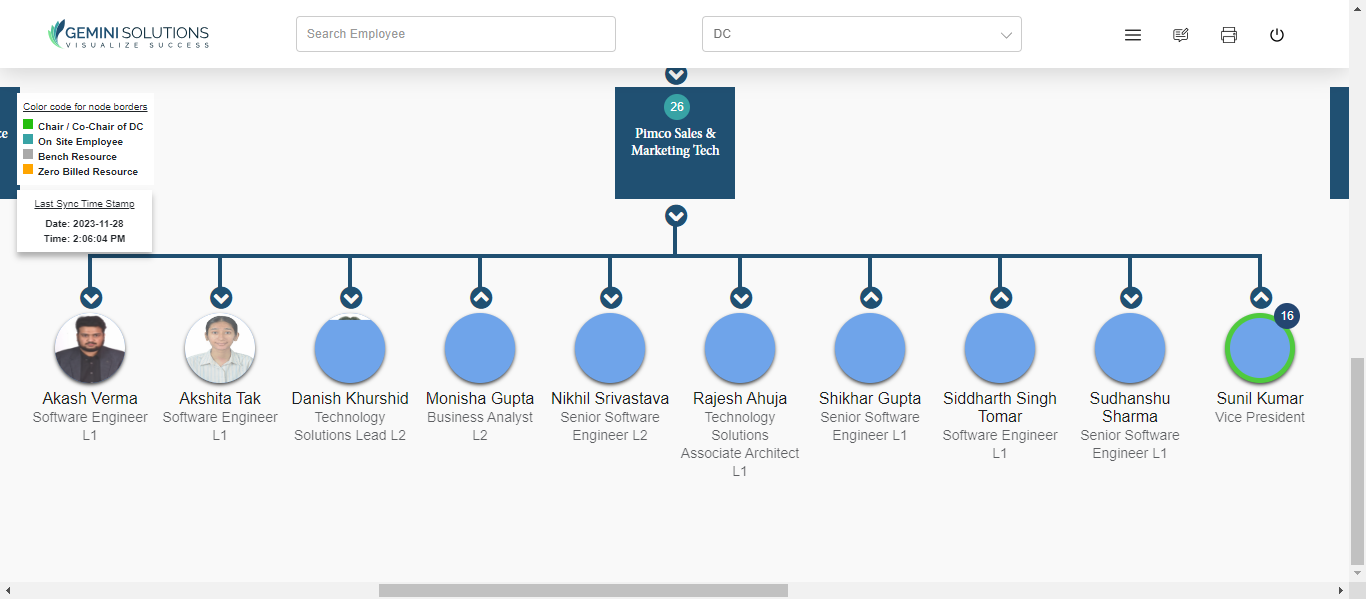 GEMINI SOLUTIONS
VISUALIZE SUCCESS
Search Employee
DC
Color code for node borders
Chair / Co-Chair of DC
On Site Employee
Bench Resource
Zero Billed Resource
Last Sync Time Stamp
Date: 2023-11-28
Time: 2:06:04 PM
26
Pimco Sales &
Marketing Tech
Akash Verma
Software Engineer
L1
Akshita Tak
Software Engineer
L1
Danish Khurshid
Technology
Solutions Lead L2
Monisha Gupta
Business Analyst
L2
Nikhil Srivastava
Senior Software
Engineer L2
Rajesh Ahuja
Technology
Solutions
Associate Architect
L1
Shikhar Gupta
Senior Software
Engineer L1
Siddharth Singh
Tomar
Software Engineer
L1
Sudhanshu
Sharma
Senior Software
Engineer L1
16
Sunil Kumar
Vice President